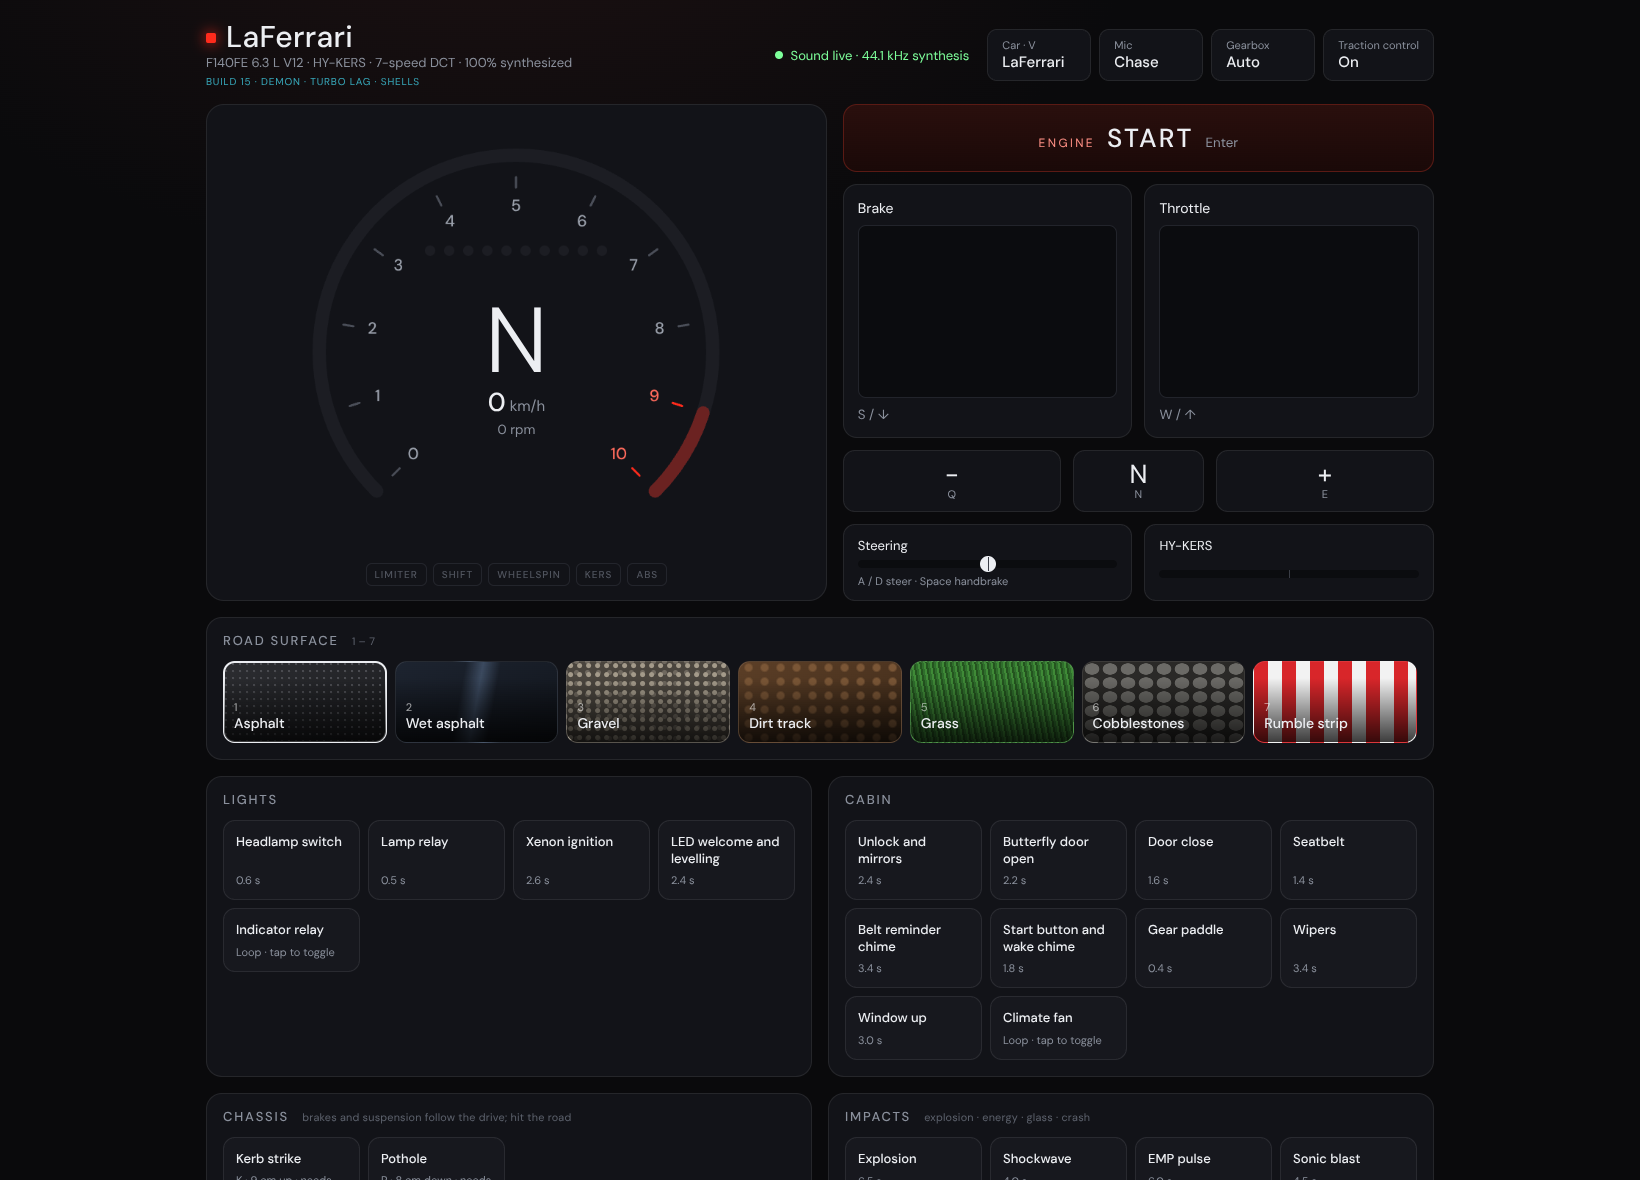 LaFerrari
F140FE 6.3 L V12 · HY-KERS · 7-speed DCT · 100% synthesized
BUILD 15 · DEMON · TURBO LAG · SHELLS
Sound live · 44.1 kHz synthesis
Car · V
LaFerrari
Mic
Chase
Gearbox
Auto
Traction control
On
0
1
2
3
4
5
6
7
8
9
10
N
0 km/h
0 rpm
LIMITER
SHIFT
WHEELSPIN
KERS
ABS
ENGINE START Enter
Brake
S / ↓
Throttle
W / ↑
−
Q
N
N
+
E
Steering
A / D steer · Space handbrake
HY-KERS
ROAD SURFACE 1 – 7
1
Asphalt
2
Wet asphalt
3
Gravel
4
Dirt track
5
Grass
6
Cobblestones
7
Rumble strip
LIGHTS
Headlamp switch
0.6 s
Lamp relay
0.5 s
Xenon ignition
2.6 s
LED welcome and
levelling
2.4 s
Indicator relay
Loop · tap to toggle
CABIN
Unlock and
mirrors
2.4 s
Butterfly door
open
2.2 s
Door close
1.6 s
Seatbelt
1.4 s
Belt reminder
chime
3.4 s
Start button and
wake chime
1.8 s
Gear paddle
0.4 s
Wipers
3.4 s
Window up
3.0 s
Climate fan
Loop · tap to toggle
CHASSIS brakes and suspension follow the drive; hit the road
Kerb strike
Pothole
IMPACTS explosion · energy · glass · crash
Explosion
Shockwave
EMP pulse
Sonic blast